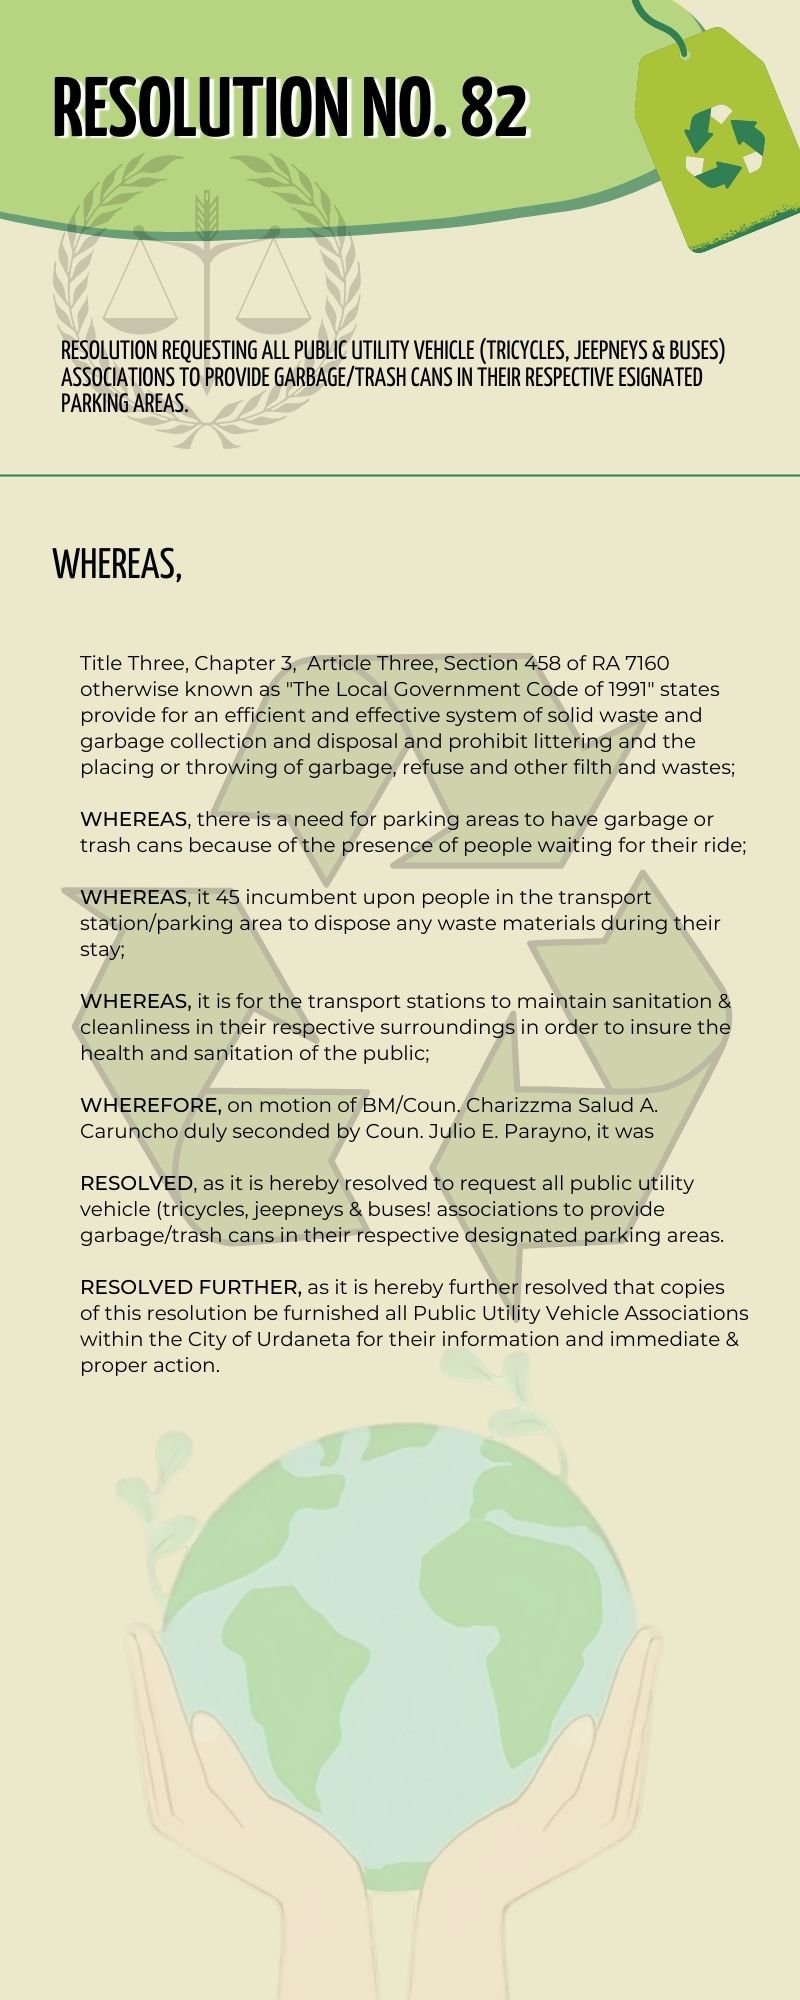 RESOLUTION NO. 82
RESOLUTION REQUESTING ALL PUBLIC UTILITY VEHICLE (TRICYCLES, JEEPNEYS & BUSES)
ASSOCIATIONS TO PROVIDE GARBAGE/TRASH CANS IN THEIR RESPECTIVE ESIGNATED
PARKING AREAS.
WHEREAS,
Title Three, Chapter 3,  Article Three, Section 458 of RA 7160
otherwise known as "The Local Government Code of 1991" states
provide for an efficient and effective system of solid waste and
garbage collection and disposal and prohibit littering and the
placing or throwing of garbage, refuse and other filth and wastes;
WHEREAS, there is a need for parking areas to have garbage or
trash cans because of the presence of people waiting for their ride;
WHEREAS, it 45 incumbent upon people in the transport
station/parking area to dispose any waste materials during their
stay;
WHEREAS, it is for the transport stations to maintain sanitation &
cleanliness in their respective surroundings in order to insure the
health and sanitation of the public;
WHEREFORE, on motion of BM/Coun. Charizzma Salud A.
Caruncho duly seconded by Coun. Julio E. Parayno, it was
RESOLVED, as it is hereby resolved to request all public utility
vehicle (tricycles, jeepneys & buses! associations to provide
garbage/trash cans in their respective designated parking areas.
RESOLVED FURTHER, as it is hereby further resolved that copies
of this resolution be furnished all Public Utility Vehicle Associations
within the City of Urdaneta for their information and immediate &
proper action.